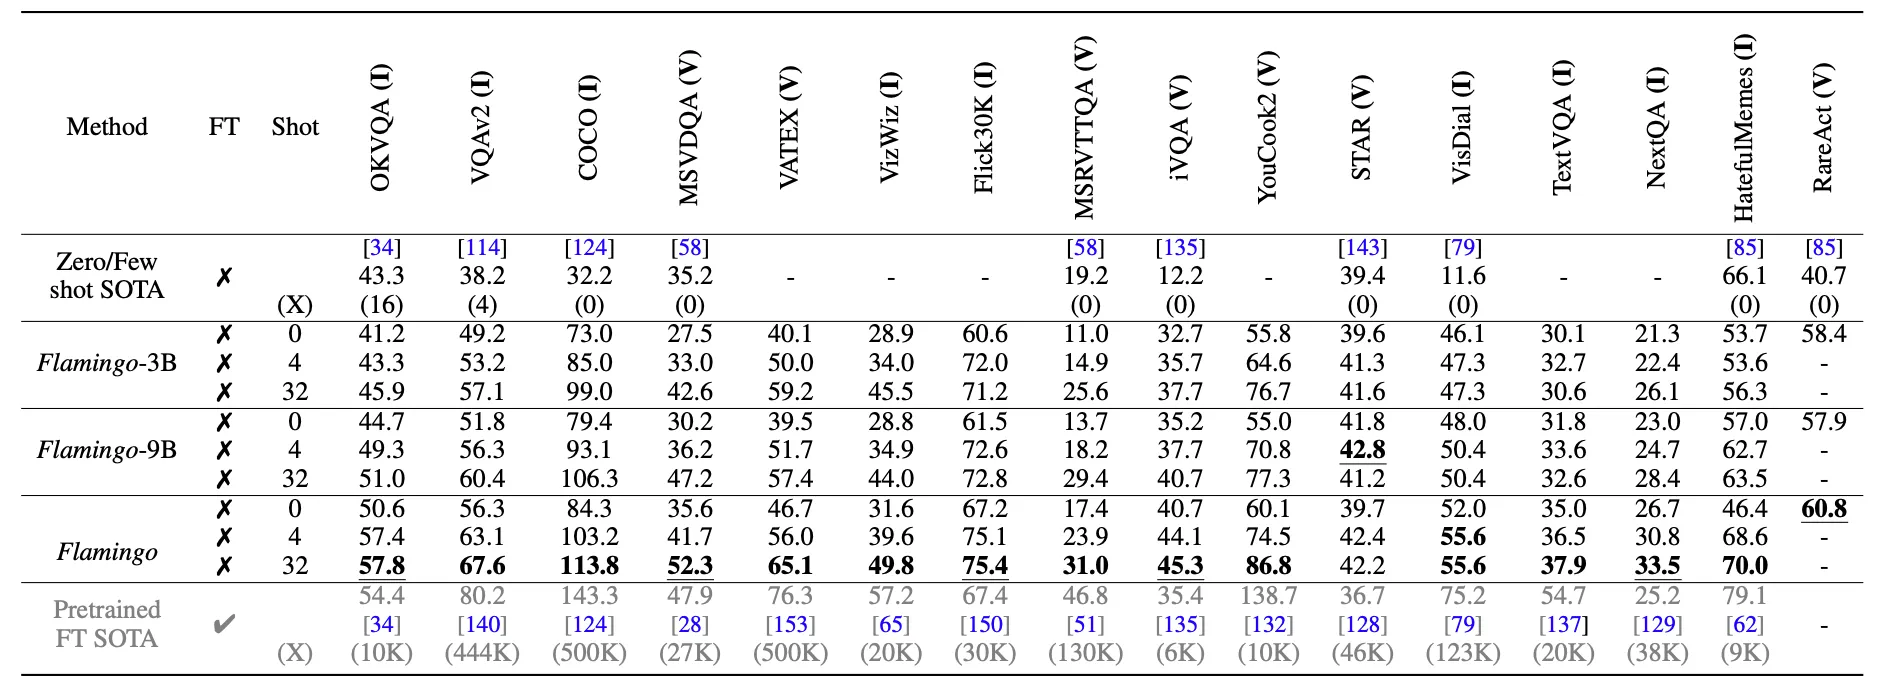 Method FT Shot OKVQA (I) VQAv2 (I) COCO (I) MSVDQA (V) VATEX (V) VizWiz (I) Flick30K (I) MSRVTTQA (V) iVQA (V) YouCook2 (V) STAR (V) VisDial (I) TextVQA (I) NextQA (I) HatefulMemes (I) RareAct (V)
[34] [114] [124] [58] [58] [135] [143] [79] [85] [85]
Zero/Few shot SOTA ✗ 43.3 38.2 32.2 35.2 - - - 19.2 12.2 - 39.4 11.6 - - 66.1 40.7
(X) (16) (4) (0) (0) (0) (0) (0) (0) (0) (0)
✗ 0 41.2 49.2 73.0 27.5 40.1 28.9 60.6 11.0 32.7 55.8 39.6 46.1 30.1 21.3 53.7 58.4
Flamingo-3B ✗ 4 43.3 53.2 85.0 33.0 50.0 34.0 72.0 14.9 35.7 64.6 41.3 47.3 32.7 22.4 53.6 -
✗ 32 45.9 57.1 99.0 42.6 59.2 45.5 71.2 25.6 37.7 76.7 41.6 47.3 30.6 26.1 56.3 -
✗ 0 44.7 51.8 79.4 30.2 39.5 28.8 61.5 13.7 35.2 55.0 41.8 48.0 31.8 23.0 57.0 57.9
Flamingo-9B ✗ 4 49.3 56.3 93.1 36.2 51.7 34.9 72.6 18.2 37.7 70.8 42.8 50.4 33.6 24.7 62.7 -
✗ 32 51.0 60.4 106.3 47.2 57.4 44.0 72.8 29.4 40.7 77.3 41.2 50.4 32.6 28.4 63.5 -
✗ 0 50.6 56.3 84.3 35.6 46.7 31.6 67.2 17.4 40.7 60.1 39.7 52.0 35.0 26.7 46.4 60.8
✗ 4 57.4 63.1 103.2 41.7 56.0 39.6 75.1 23.9 44.1 74.5 42.4 55.6 36.5 30.8 68.6 -
Flamingo ✗ 32 57.8 67.6 113.8 52.3 65.1 49.8 75.4 31.0 45.3 86.8 42.2 55.6 37.9 33.5 70.0 -
54.4 80.2 143.3 47.9 76.3 57.2 67.4 46.8 35.4 138.7 36.7 75.2 54.7 25.2 79.1
Pretrained FT SOTA ✔ [34] [140] [124] [28] [153] [65] [150] [51] [135] [132] [128] [79] [137] [129] [62] -
(X) (10K) (444K) (500K) (27K) (500K) (20K) (30K) (130K) (6K) (10K) (46K) (123K) (20K) (38K) (9K)